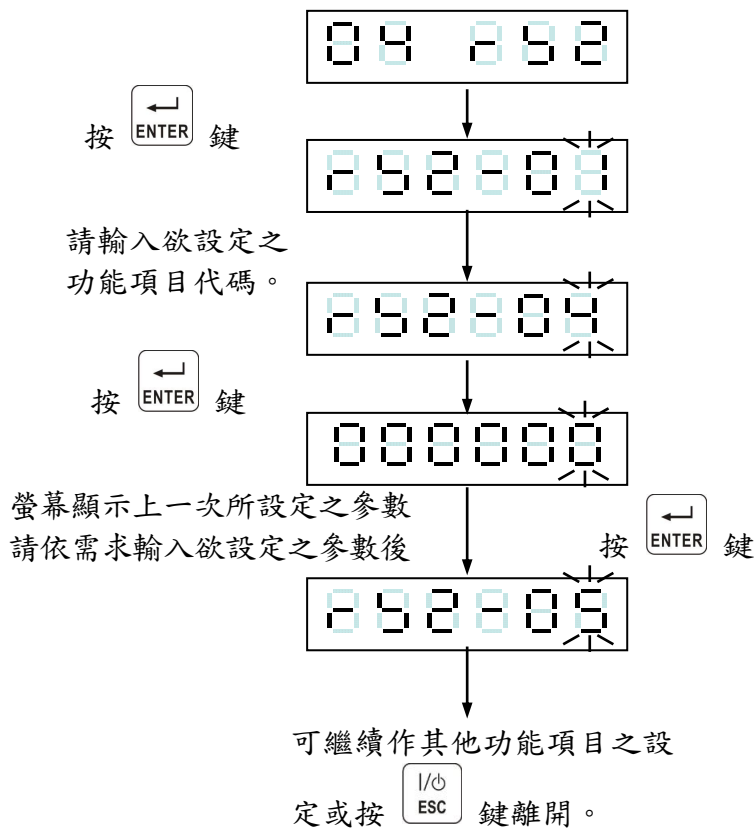 04 rS2
按 ENTER 鍵
rS2-01
請輸入欲設定之
功能項目代碼。
rS2-04
按 ENTER 鍵
000000
螢幕顯示上一次所設定之參數
請依需求輸入欲設定之參數後 按 ENTER 鍵
rS2-05
可繼續作其他功能項目之設
定或按 I/⏻ ESC 鍵離開。